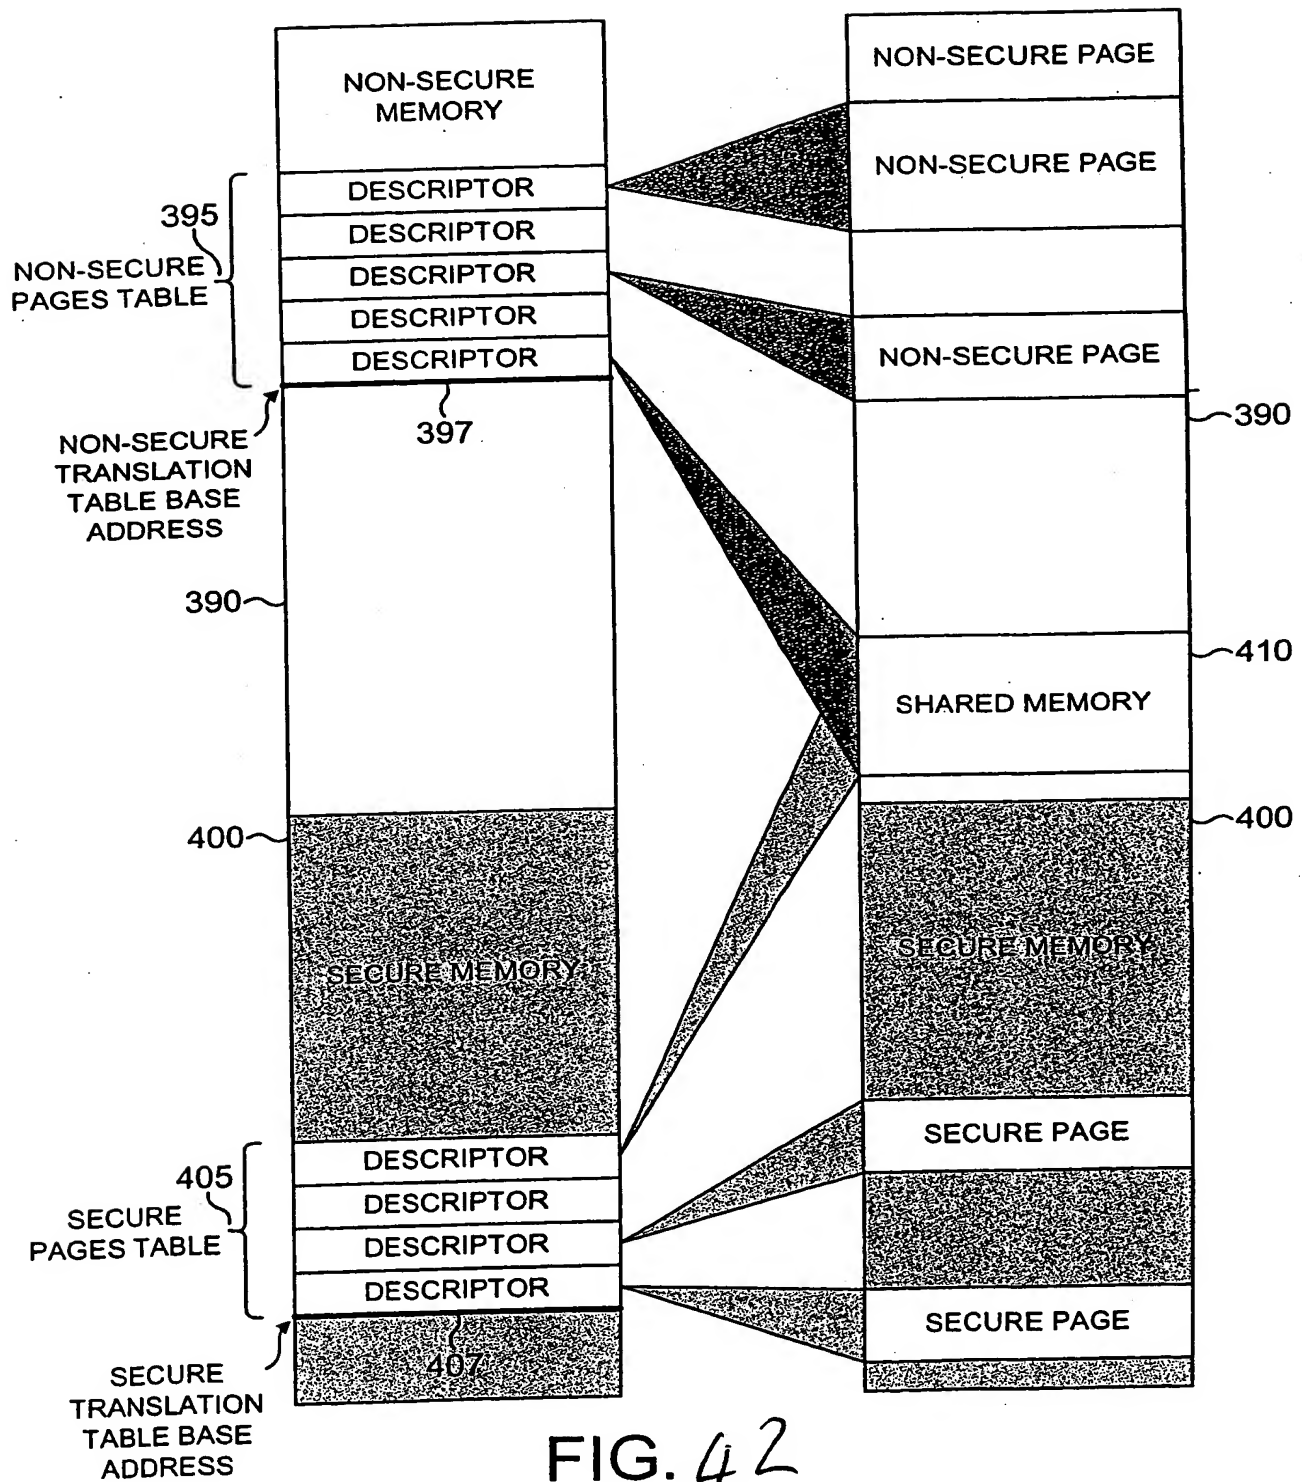 NON-SECURE
MEMORY
DESCRIPTOR
DESCRIPTOR
DESCRIPTOR
DESCRIPTOR
DESCRIPTOR
395
NON-SECURE
PAGES TABLE
397
NON-SECURE
TRANSLATION
TABLE BASE
ADDRESS
390
400
SECURE MEMORY
DESCRIPTOR
DESCRIPTOR
DESCRIPTOR
DESCRIPTOR
405
SECURE
PAGES TABLE
407
SECURE
TRANSLATION
TABLE BASE
ADDRESS
NON-SECURE PAGE
NON-SECURE PAGE
NON-SECURE PAGE
390
410
SHARED MEMORY
400
SECURE MEMORY
SECURE PAGE
SECURE PAGE
FIG. 42